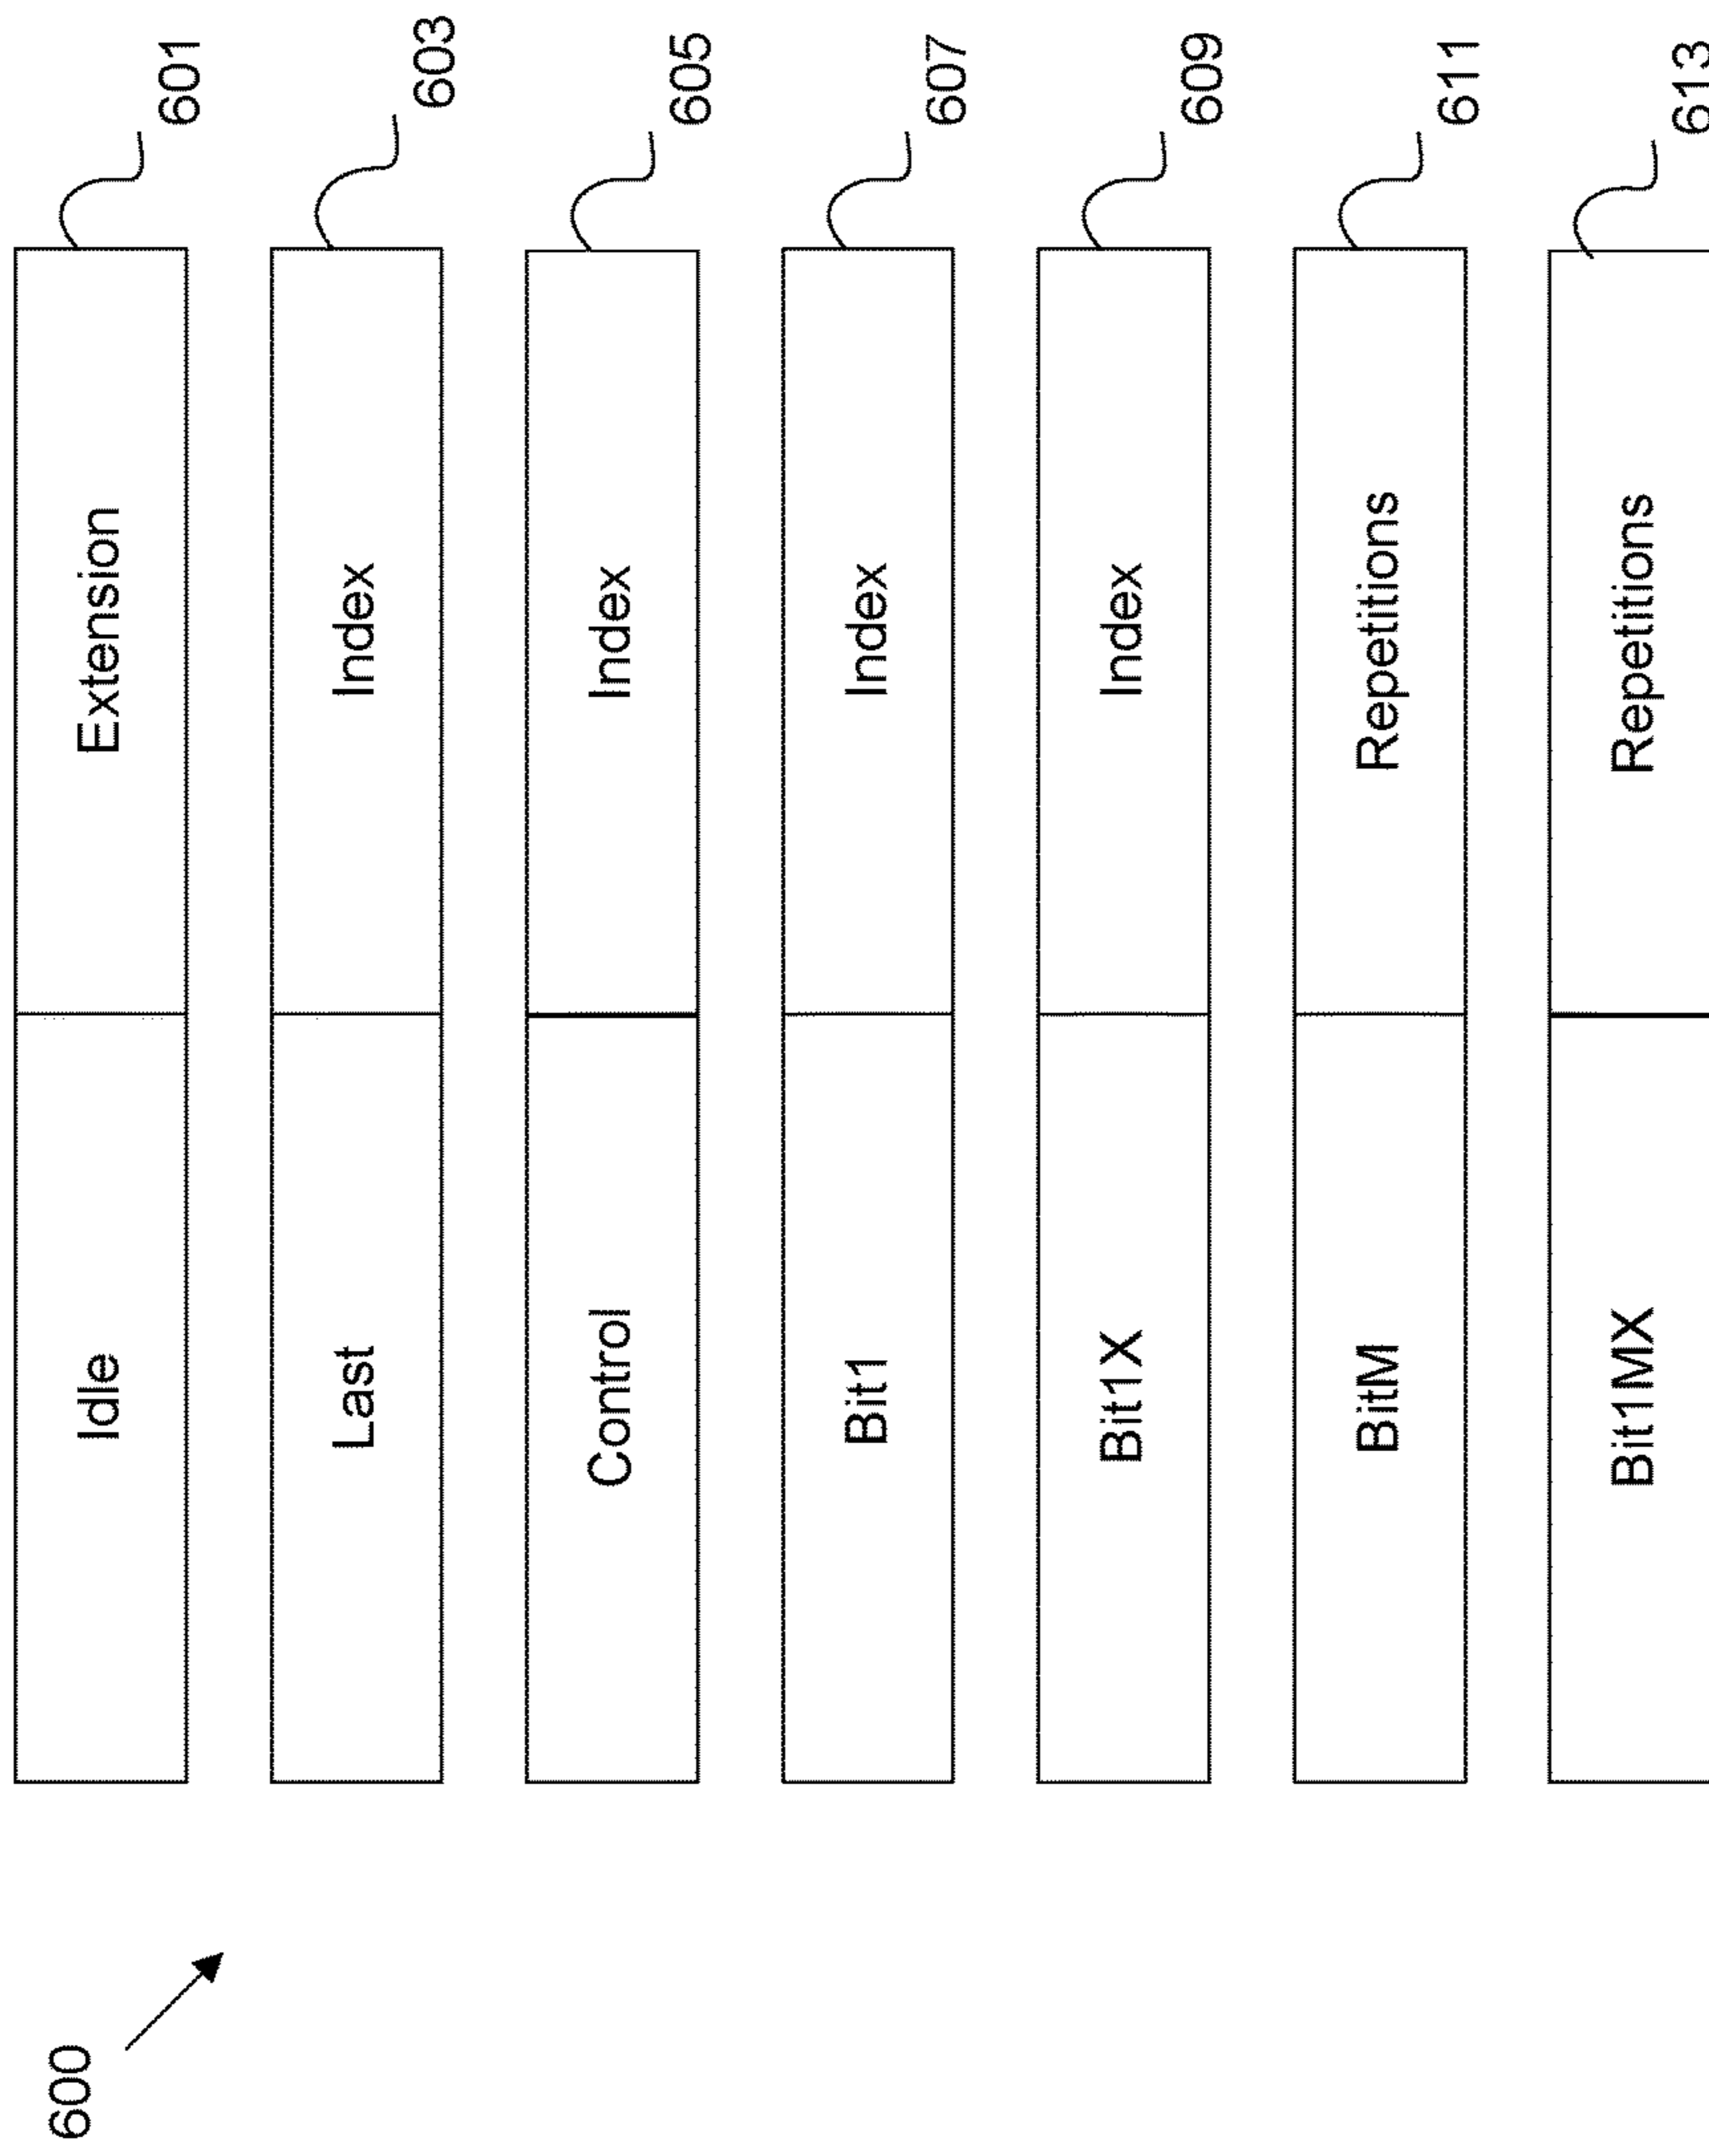 600
Idle Extension 601
Last Index 603
Control Index 605
Bit1 Index 607
Bit1X Index 609
BitM Repetitions 611
Bit1MX Repetitions 613